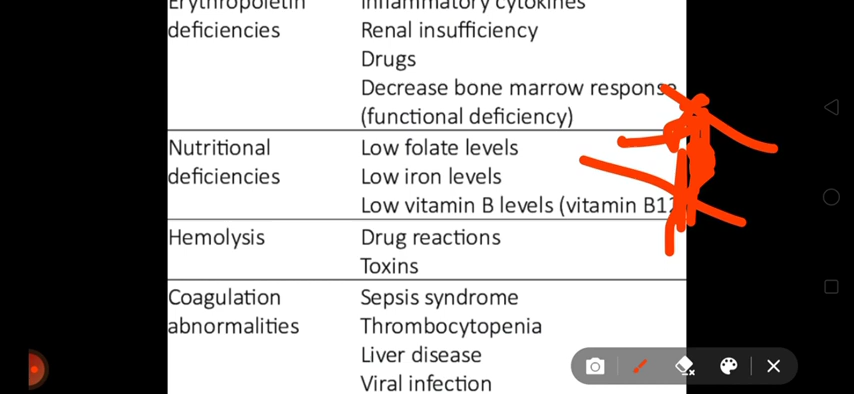 Erythropoietin
deficiencies
Inflammatory cytokines
Renal insufficiency
Drugs
Decrease bone marrow response
(functional deficiency)
Nutritional
deficiencies
Low folate levels
Low iron levels
Low vitamin B levels (vitamin B12
Hemolysis
Drug reactions
Toxins
Coagulation
abnormalities
Sepsis syndrome
Thrombocytopenia
Liver disease
Viral infection